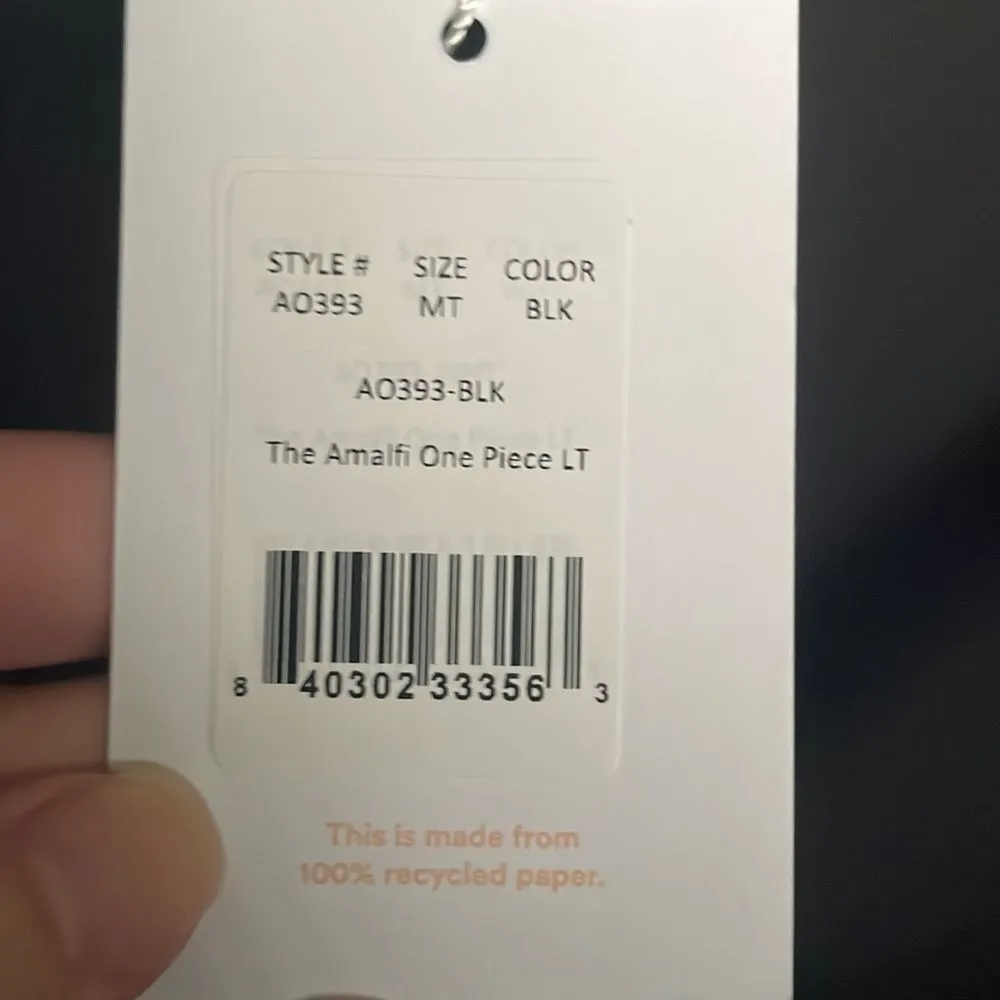 STYLE # SIZE COLOR
AO393 MT BLK
AO393-BLK
The Amalfi One Piece LT
8 40302 33356 3
This is made from
100% recycled paper.